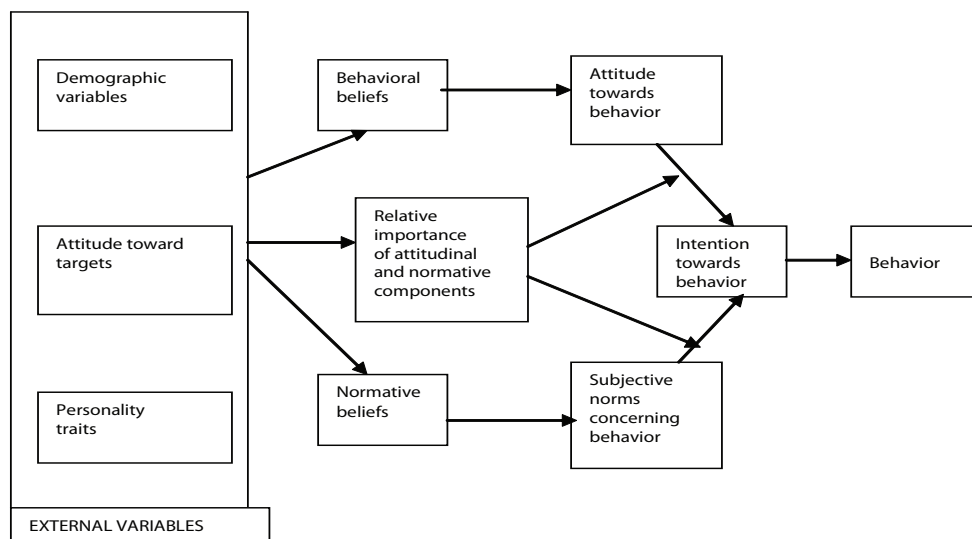 Demographic
variables
Attitude toward
targets
Personality
traits
EXTERNAL VARIABLES
Behavioral
beliefs
Relative
importance
of attitudinal
and normative
components
Normative
beliefs
Attitude
towards
behavior
Subjective
norms
concerning
behavior
Intention
towards
behavior
Behavior